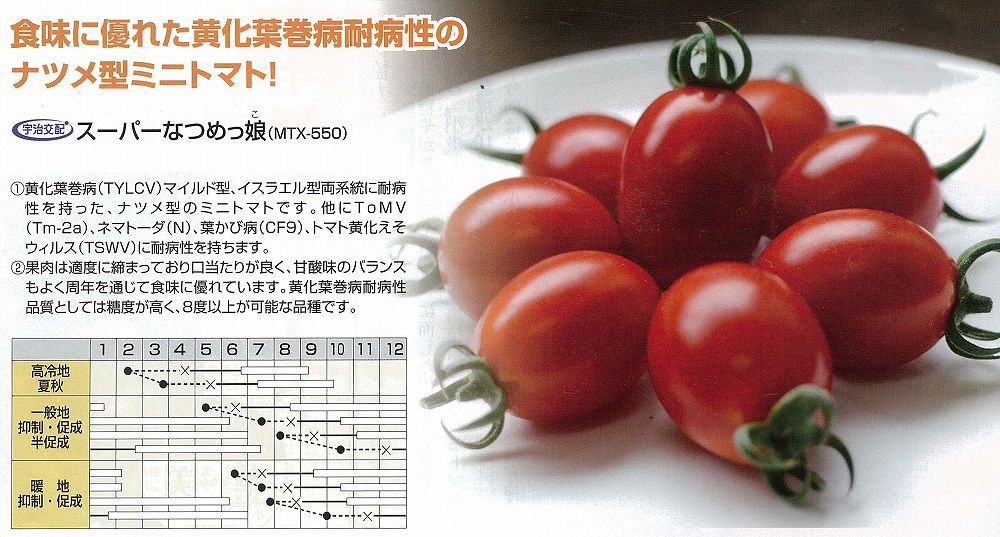 食味に優れた黄化葉巻病耐病性の
ナツメ型ミニトマト!
宇治交配 スーパーなつめっ娘(MTX-550)
こ
①黄化葉巻病(TYLCV)マイルド型、イスラエル型両系統に耐病
性を持った、ナツメ型のミニトマトです。他にToMV
(Tm-2a)、ネマトーダ(N)、葉かび病(CF9)、トマト黄化えそ
ウィルス(TSWV)に耐病性を持ちます。
②果肉は適度に締まっており口当たりが良く、甘酸味のバランス
もよく周年を通じて食味に優れています。黄化葉巻病耐病性
品質としては糖度が高く、8度以上が可能な品種です。
1 2 3 4 5 6 7 8 9 10 11 12
高冷地
夏秋
一般地
抑制・促成
半促成
暖地
抑制・促成